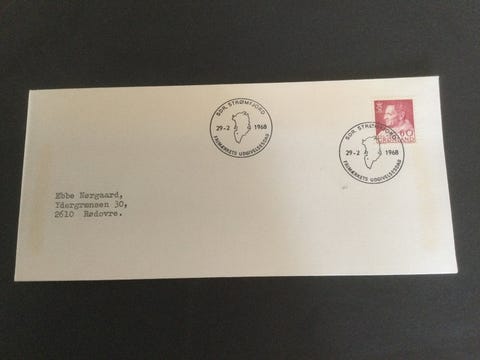 SDR. STRØMFJORD
29-2 1968
FRIMÆRKETS UDGIVELSESDAG
SDR. STRØMFJORD
29-2 1968
FRIMÆRKETS UDGIVELSESDAG
60
Ebbe Nørgaard,
Ydergrænsen 30,
2610 Rødovre.